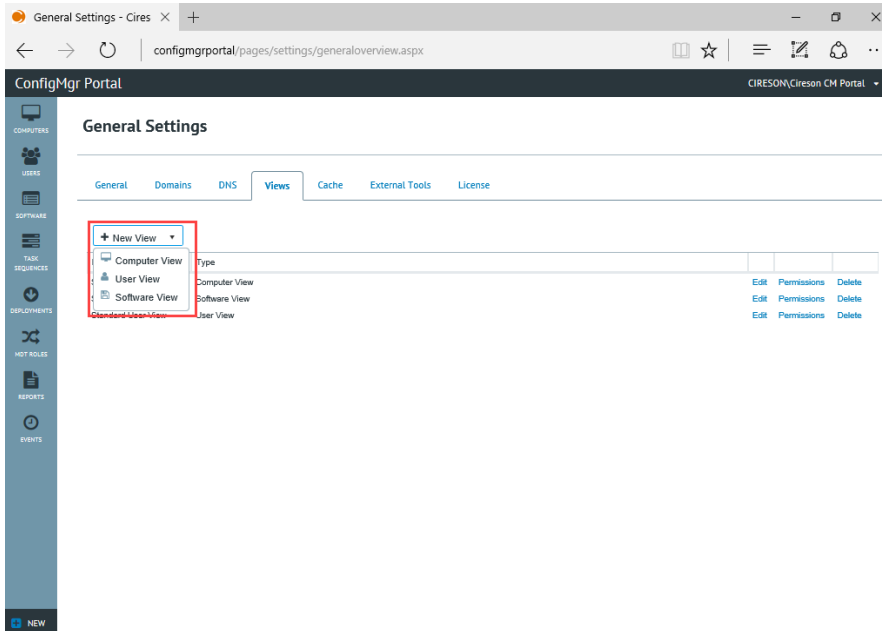 General Settings - Cires
configmgrportal/pages/settings/generaloverview.aspx
ConfigMgr Portal
CIRESON\Cireson CM Portal
COMPUTERS
USERS
SOFTWARE
TASK
SEQUENCES
DEPLOYMENTS
MGT ROLES
REPORTS
EVENTS
NEW
General Settings
General Domains DNS Views Cache External Tools License
New View
Computer View
User View
Software View
Type
Computer View Edit Permissions Delete
Software View Edit Permissions Delete
Standard User View User View Edit Permissions Delete